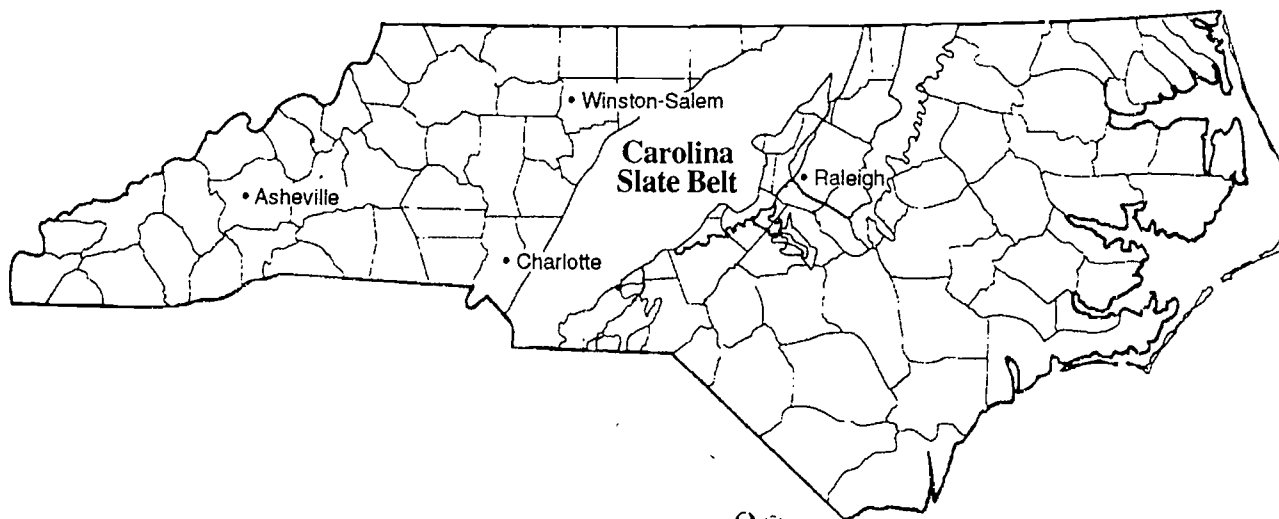 Winston-Salem
Carolina
Slate Belt
Raleigh
Asheville
Charlotte